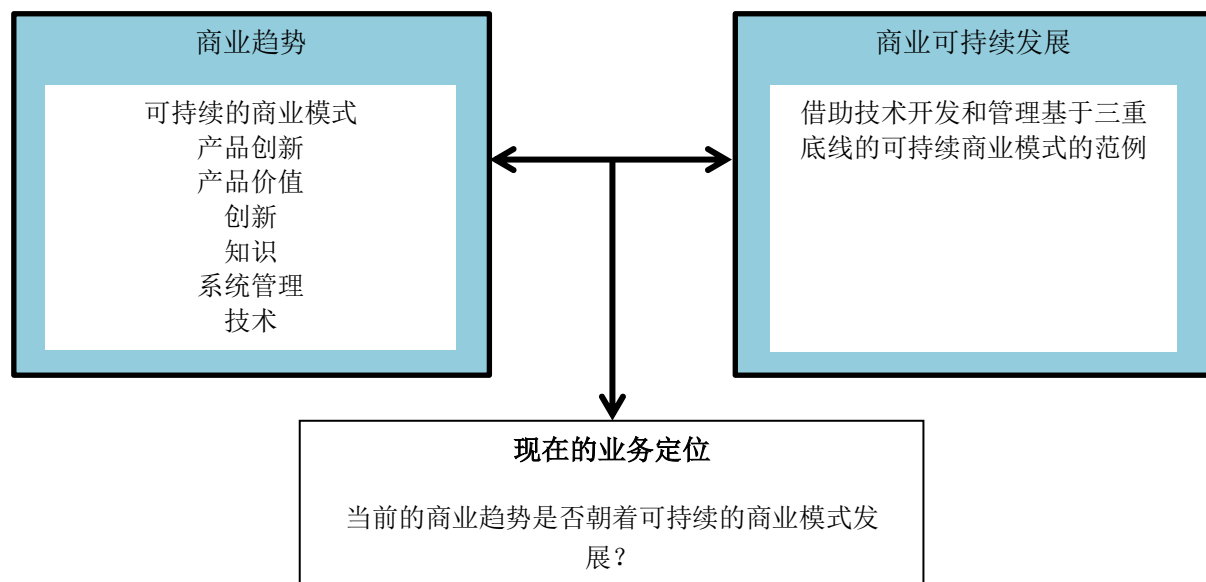 商业趋势
可持续的商业模式
产品创新
产品价值
创新
知识
系统管理
技术
商业可持续发展
借助技术开发和管理基于三重
底线的可持续商业模式的范例
现在的业务定位
当前的商业趋势是否朝着可持续的商业模式发
展？